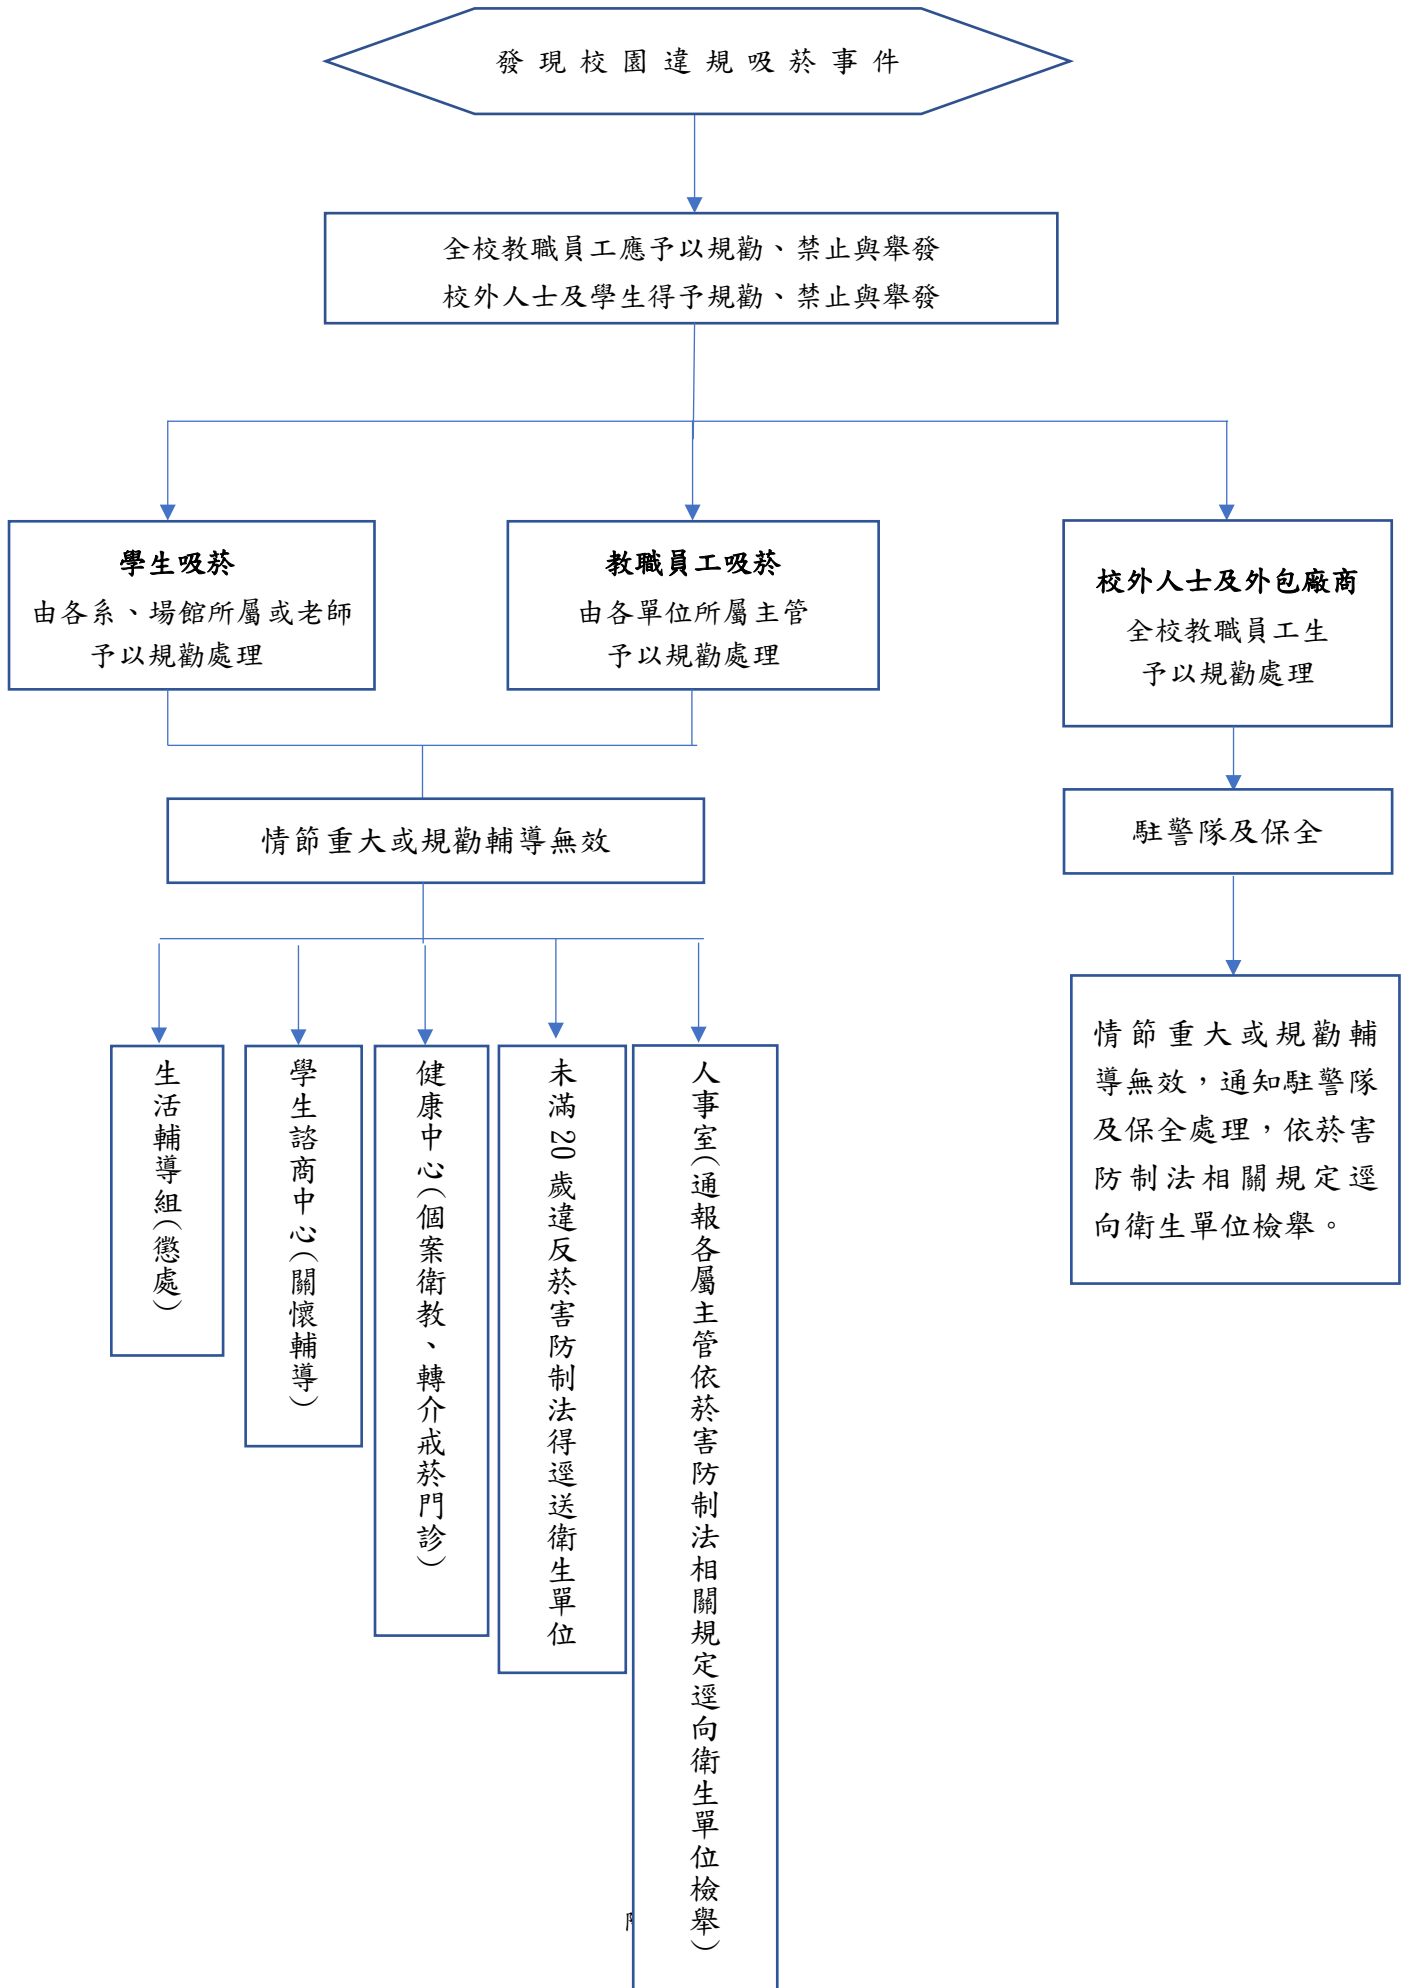 發現校園違規吸菸事件
全校教職員工應予以規勸、禁止與舉發
校外人士及學生得予規勸、禁止與舉發
學生吸菸
由各系、場館所屬或老師
予以規勸處理
教職員工吸菸
由各單位所屬主管
予以規勸處理
校外人士及外包廠商
全校教職員工生
予以規勸處理
情節重大或規勸輔導無效
駐警隊及保全
生活輔導組(懲處)
學生諮商中心(關懷輔導)
健康中心(個案衛教、轉介戒菸門診)
未滿20歲違反菸害防制法得逕送衛生單位
人事室(通報各屬主管依菸害防制法相關規定逕向衛生單位檢舉)
情節重大或規勸輔
導無效，通知駐警隊
及保全處理，依菸害
防制法相關規定逕
向衛生單位檢舉。